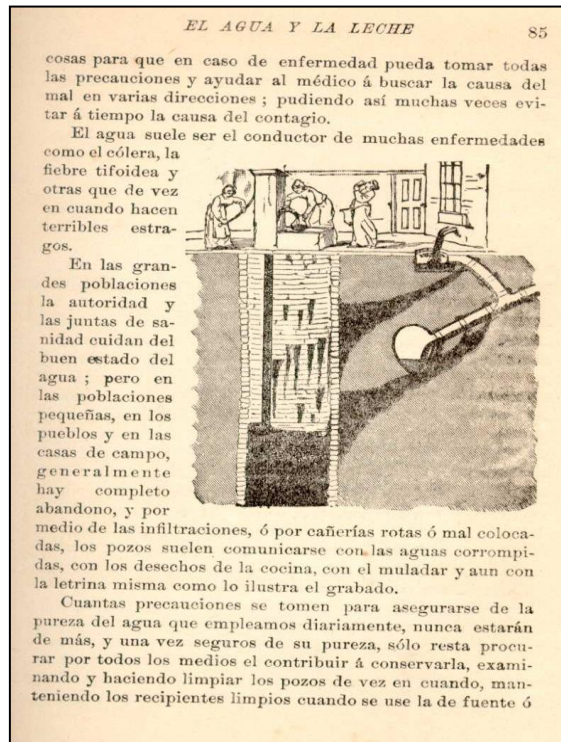 EL AGUA Y LA LECHE 85
cosas para que en caso de enfermedad pueda tomar todas
las precauciones y ayudar al médico á buscar la causa del
mal en varias direcciones ; pudiendo así muchas veces evi-
tar á tiempo la causa del contagio.
El agua suele ser el conductor de muchas enfermedades
como el cólera, la
fiebre tifoidea y
otras que de vez
en cuando hacen
terribles estra-
gos.
En las gran-
des poblaciones
la autoridad y
las juntas de sa-
nidad cuidan del
buen estado del
agua ; pero en
las poblaciones
pequeñas, en los
pueblos y en las
casas de campo,
generalmente
hay completo
abandono, y por
medio de las infiltraciones, ó por cañerías rotas ó mal coloca-
das, los pozos suelen comunicarse con las aguas corrompi-
das, con los desechos de la cocina, con el muladar y aun con
la letrina misma como lo ilustra el grabado.
Cuantas precauciones se tomen para asegurarse de la
pureza del agua que empleamos diariamente, nunca estarán
de más, y una vez seguros de su pureza, sólo resta procu-
rar por todos los medios el contribuir á conservarla, exami-
nando y haciendo limpiar los pozos de vez en cuando, man-
teniendo los recipientes limpios cuando se use la de fuente ó